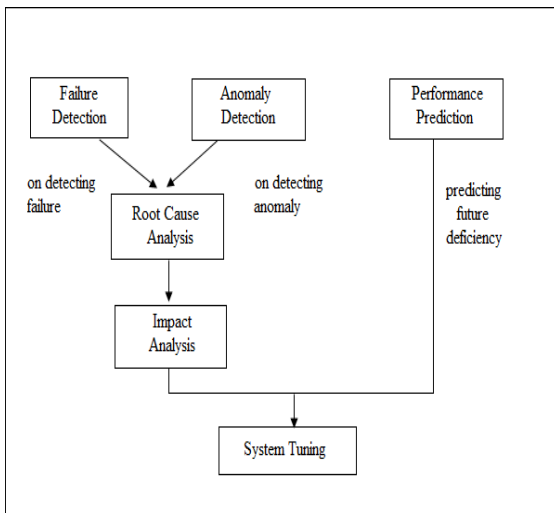 Failure
Detection
Anomaly
Detection
Performance
Prediction
on detecting
failure
on detecting
anomaly
predicting
future
deficiency
Root Cause
Analysis
Impact
Analysis
System Tuning